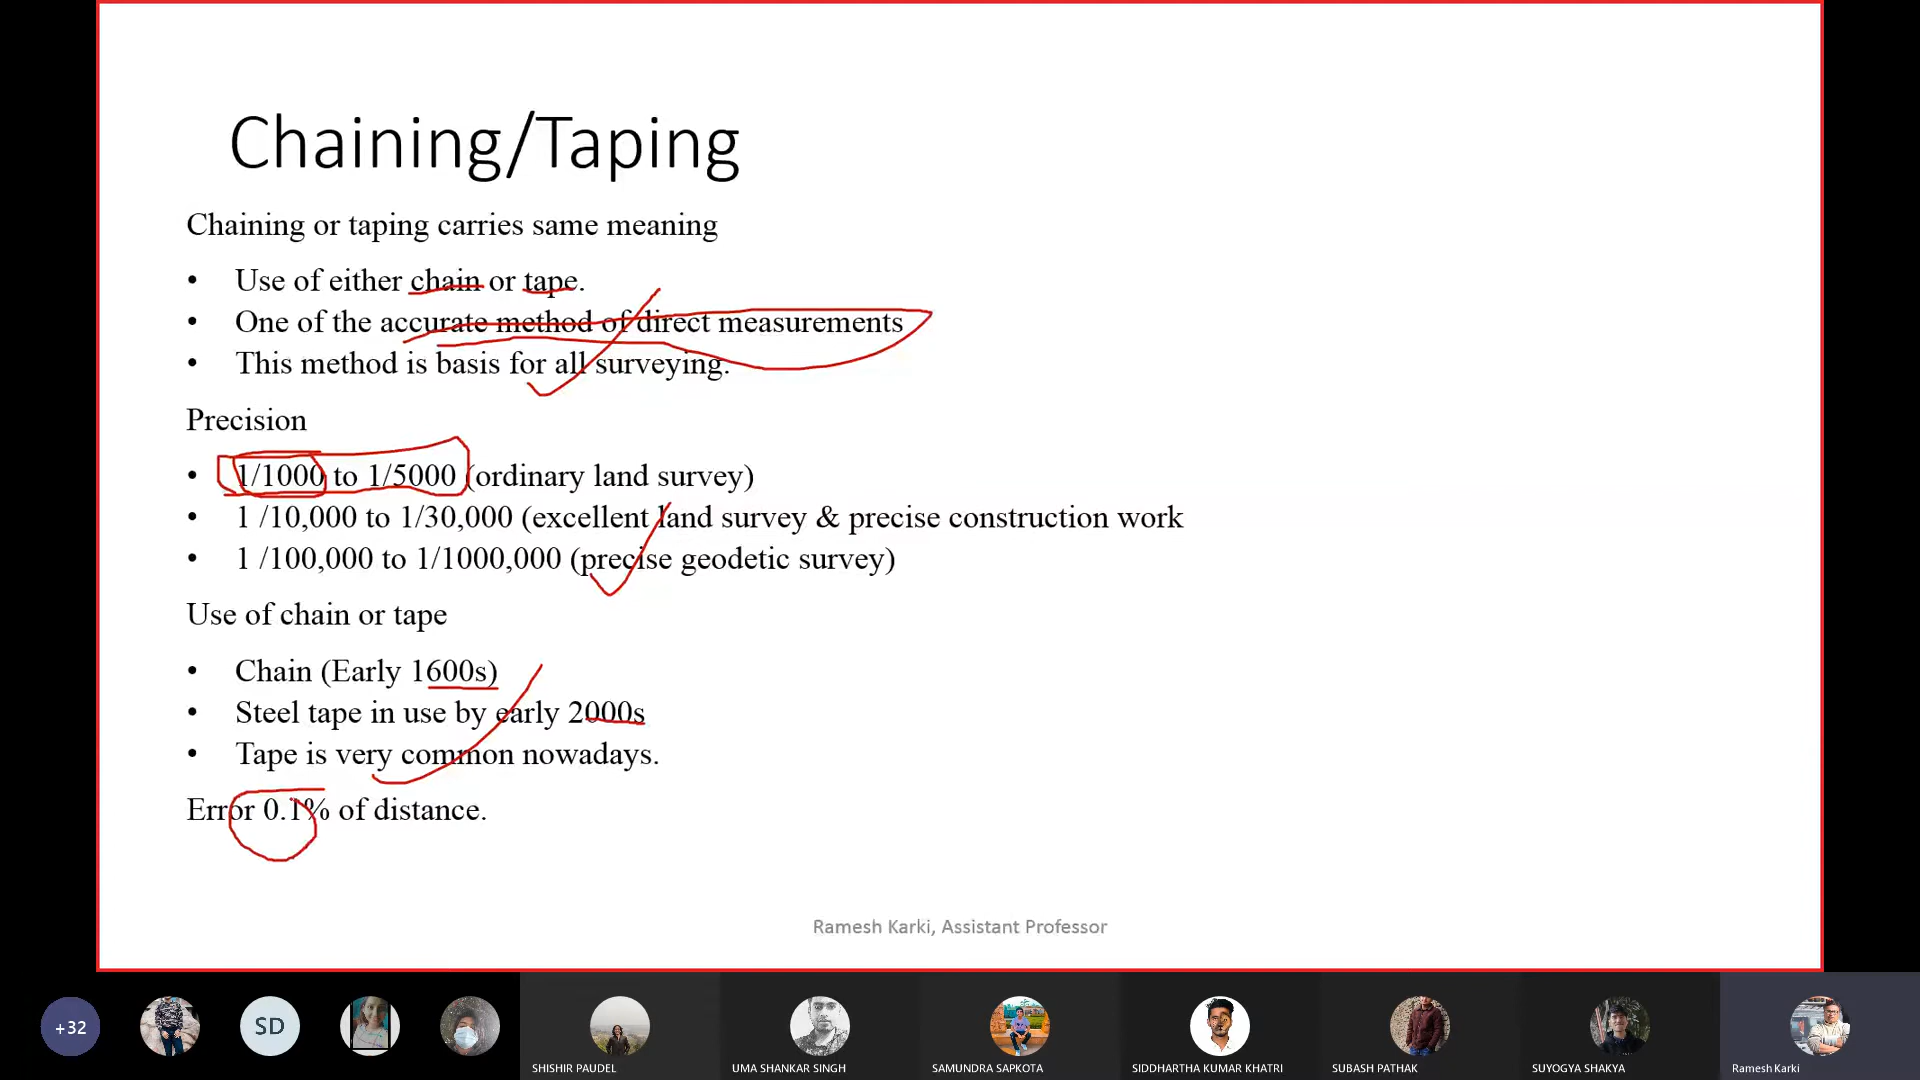 Chaining/Taping
Chaining or taping carries same meaning
• Use of either chain or tape.
• One of the accurate method of direct measurements
• This method is basis for all surveying.
Precision
• 1/1000 to 1/5000 (ordinary land survey)
• 1 /10,000 to 1/30,000 (excellent land survey & precise construction work
• 1 /100,000 to 1/1000,000 (precise geodetic survey)
Use of chain or tape
• Chain (Early 1600s)
• Steel tape in use by early 2000s
• Tape is very common nowadays.
Error 0.1% of distance.
Ramesh Karki, Assistant Professor
+32
SD
SHISHIR PAUDEL
UMA SHANKAR SINGH
SAMUNDRA SAPKOTA
SIDDHARTHA KUMAR KHATRI
SUBASH PATHAK
SUYOGYA SHAKYA
Ramesh Karki